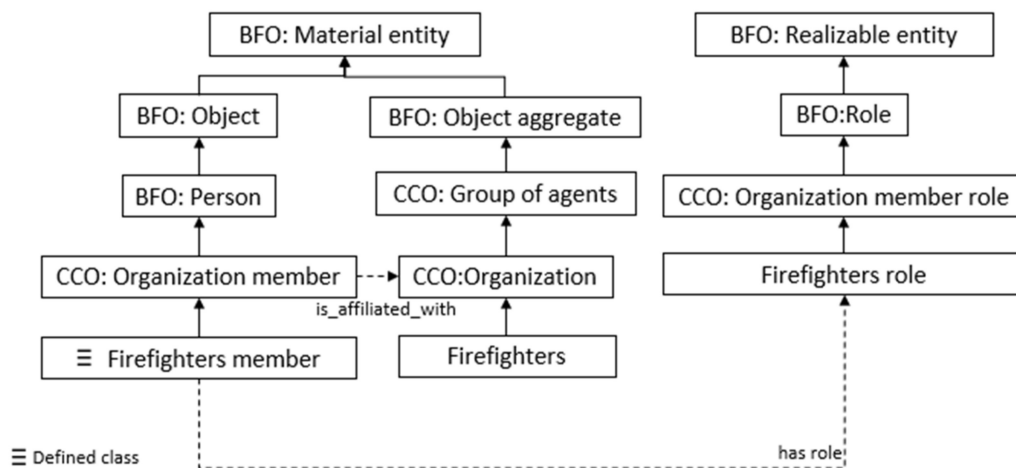 BFO: Material entity
BFO: Realizable entity
BFO: Object
BFO: Object aggregate
BFO:Role
BFO: Person
CCO: Group of agents
CCO: Organization member role
CCO: Organization member
CCO:Organization
Firefighters role
is_affiliated_with
≡ Firefighters member
Firefighters
≡ Defined class
has role